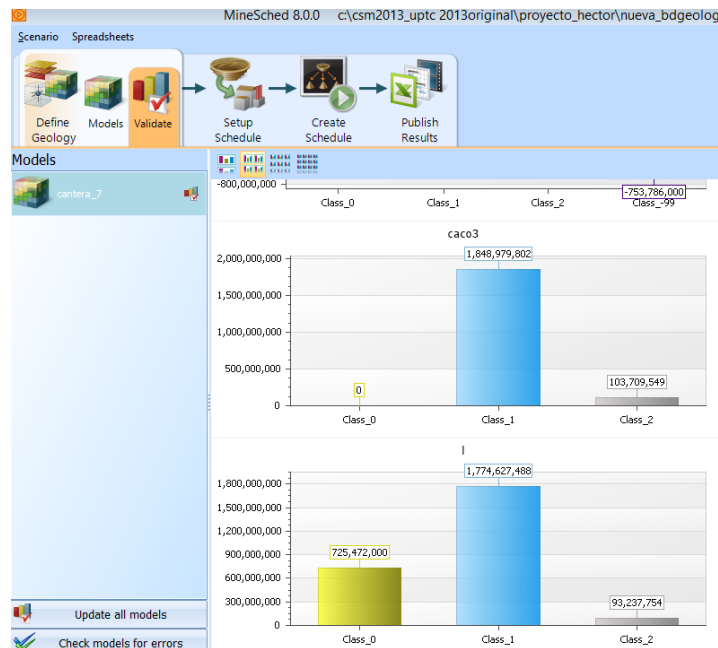 MineSched 8.0.0 c:\csm2013_uptc 2013original\proyecto_hector\nueva_bdgeolog
Scenario Spreadsheets
Define Geology
Models
Validate
Setup Schedule
Create Schedule
Publish Results
Models
cantera_7
-800,000,000
-753,786,000
Class_0 Class_1 Class_2 Class_-99
caco3
2,000,000,000
1,848,979,802
1,500,000,000
1,000,000,000
500,000,000
0
103,709,549
0
Class_0 Class_1 Class_2
l
1,774,627,488
1,800,000,000
1,500,000,000
1,200,000,000
900,000,000
725,472,000
600,000,000
300,000,000
93,237,754
0
Class_0 Class_1 Class_2
Update all models
Check models for errors